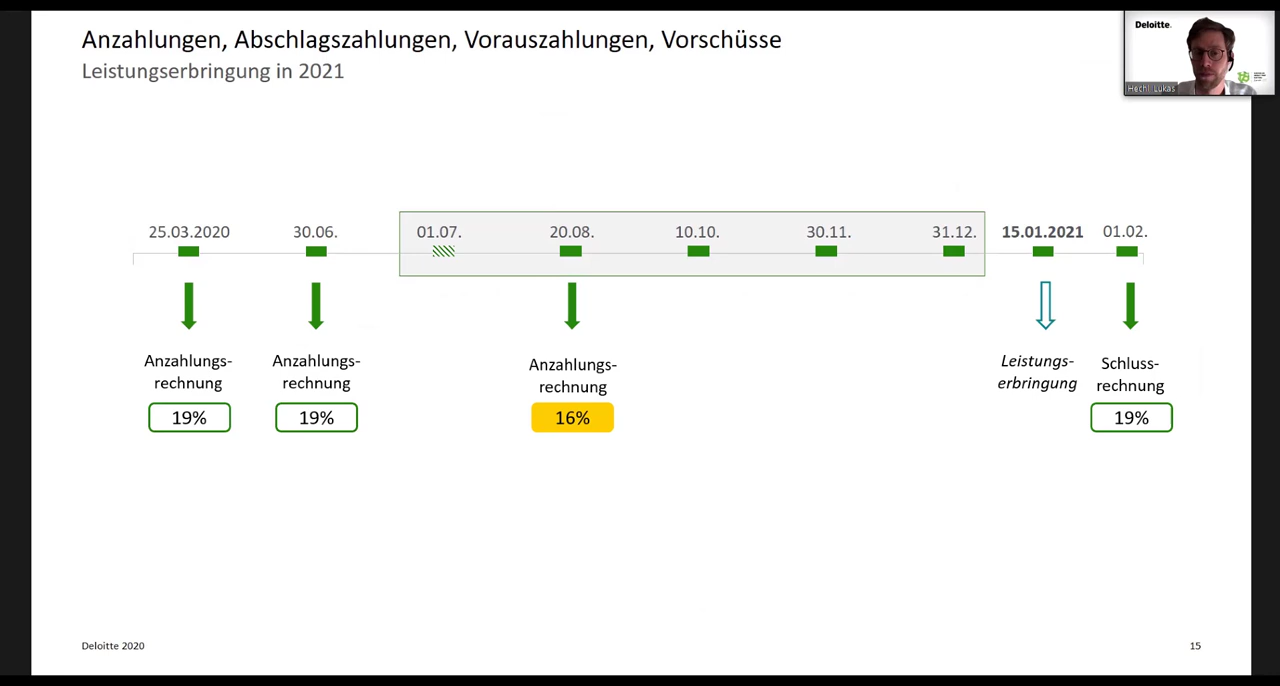 Anzahlungen, Abschlagszahlungen, Vorauszahlungen, Vorschüsse
Leistungserbringung in 2021
Deloitte.
Hechl Lukas
25.03.2020 30.06. 01.07. 20.08. 10.10. 30.11. 31.12. 15.01.2021 01.02.
Anzahlungs-
rechnung
19%
Anzahlungs-
rechnung
19%
Anzahlungs-
rechnung
16%
Leistungs-
erbringung
Schluss-
rechnung
19%
Deloitte 2020
15